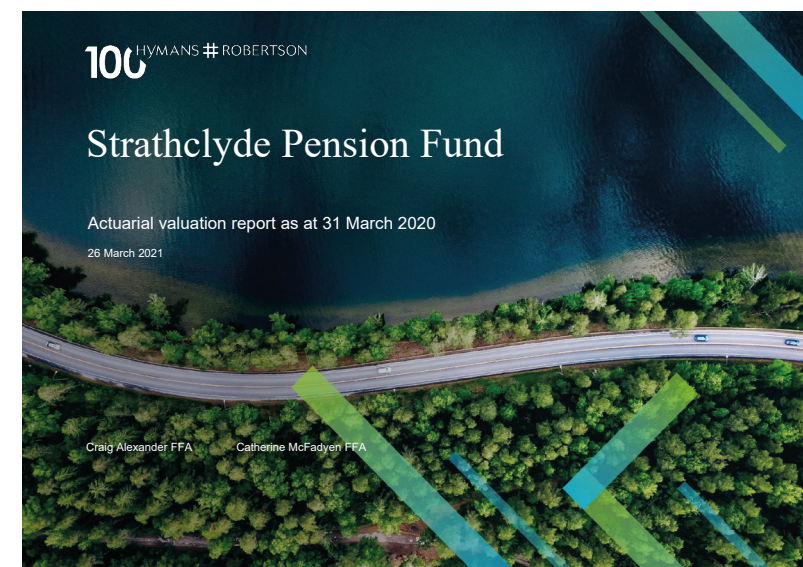 100 HYMANS # ROBERTSON
Strathclyde Pension Fund
Actuarial valuation report as at 31 March 2020
26 March 2021
Craig Alexander FFA Catherine McFadyen FFA